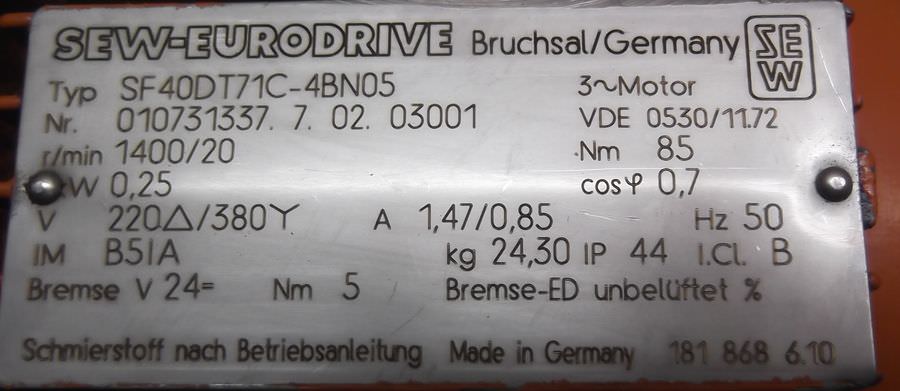 SEW-EURODRIVE Bruchsal/Germany SEW
Typ SF40DT71C-4BN05 3~Motor
Nr. 010731337. 7. 02. 03001 VDE 0530/11.72
r/min 1400/20 Nm 85
W 0,25 cosφ 0,7
V 220△/380Y A 1,47/0,85 Hz 50
IM B5IA kg 24,30 IP 44 I.Cl. B
Bremse V 24= Nm 5 Bremse-ED unbelüftet %
Schmierstoff nach Betriebsanleitung Made in Germany 181 868 6.10